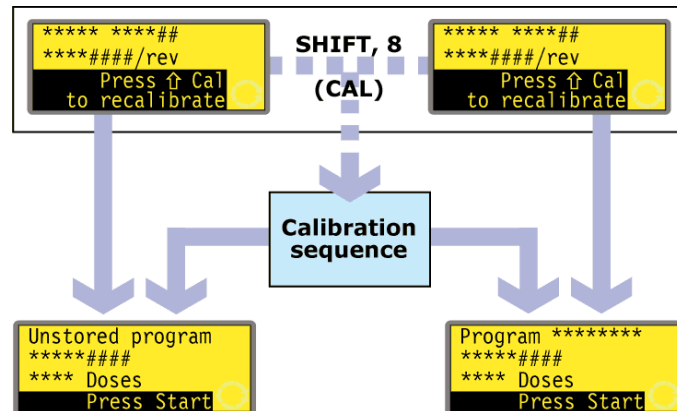 ***** ****##
****####/rev
Press ⇧ Cal
to recalibrate
SHIFT, 8
(CAL)
***** ****##
****####/rev
Press ⇧ Cal
to recalibrate
Calibration
sequence
Unstored program
*****####
**** Doses
Press Start
Program ********
*****####
**** Doses
Press Start